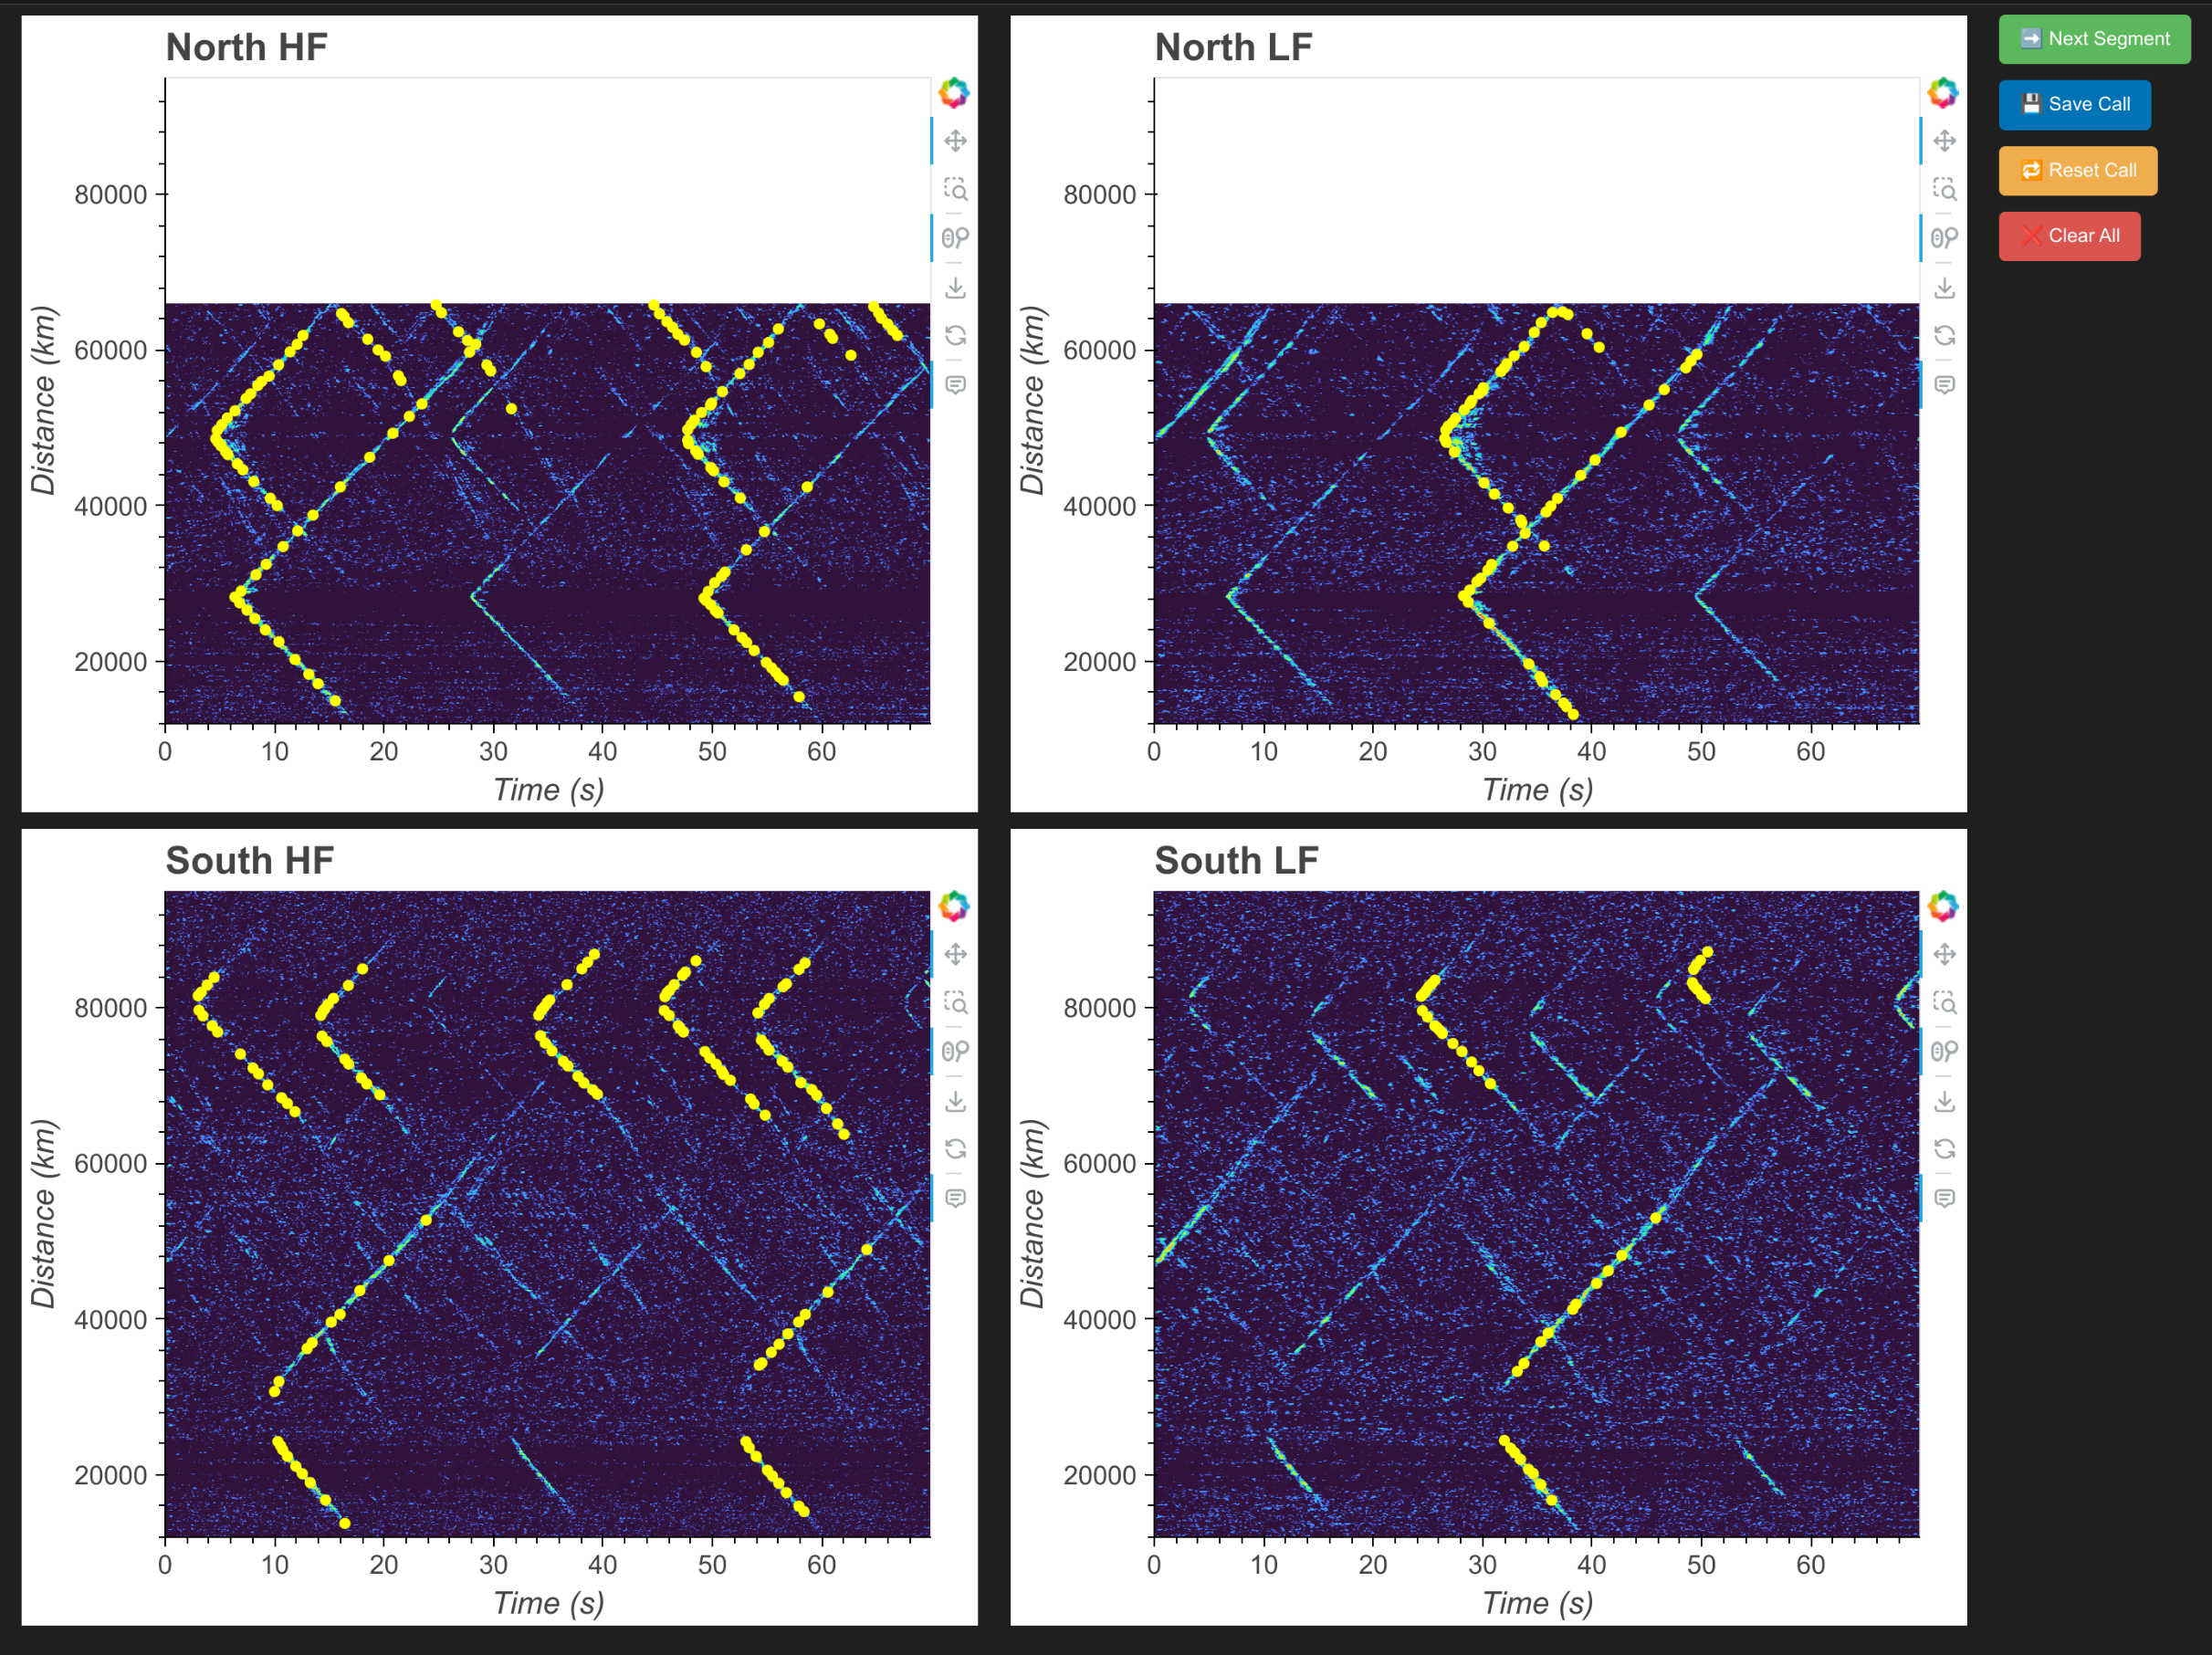 North HF
80000
60000
40000
20000
Distance (km)
0 10 20 30 40 50 60
Time (s)
North LF
80000
60000
40000
20000
Distance (km)
0 10 20 30 40 50 60
Time (s)
➡️ Next Segment
💾 Save Call
🔁 Reset Call
❌ Clear All
South HF
80000
60000
40000
20000
Distance (km)
0 10 20 30 40 50 60
Time (s)
South LF
80000
60000
40000
20000
Distance (km)
0 10 20 30 40 50 60
Time (s)